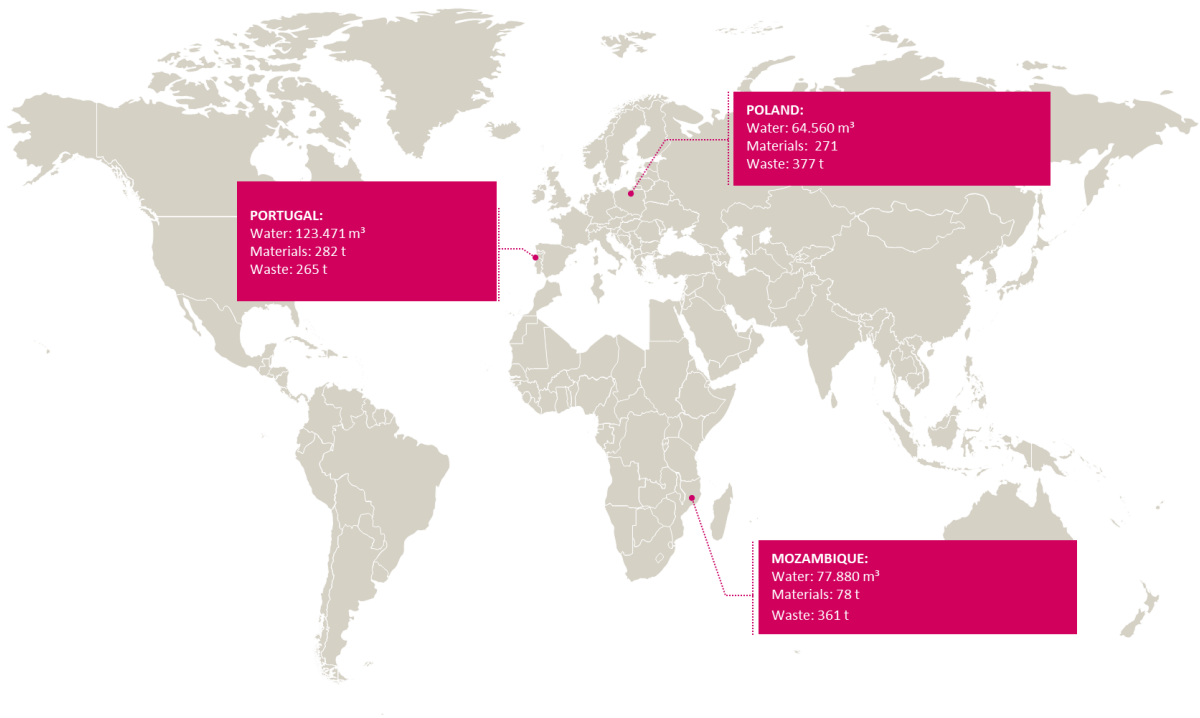 POLAND:
Water: 64.560 m³
Materials:  271
Waste: 377 t
PORTUGAL:
Water: 123.471 m³
Materials: 282 t
Waste: 265 t
MOZAMBIQUE:
Water: 77.880 m³
Materials: 78 t
Waste: 361 t